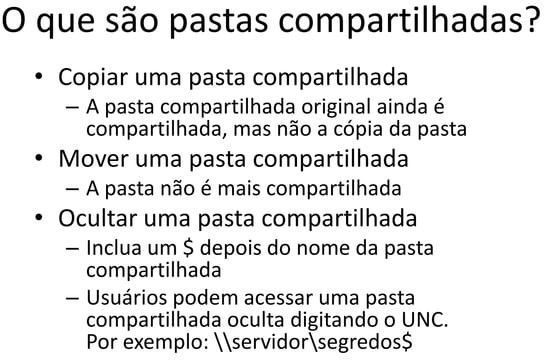 O que são pastas compartilhadas?
• Copiar uma pasta compartilhada
– A pasta compartilhada original ainda é
compartilhada, mas não a cópia da pasta
• Mover uma pasta compartilhada
– A pasta não é mais compartilhada
• Ocultar uma pasta compartilhada
– Inclua um $ depois do nome da pasta
compartilhada
– Usuários podem acessar uma pasta
compartilhada oculta digitando o UNC.
Por exemplo: \\servidor\segredos$